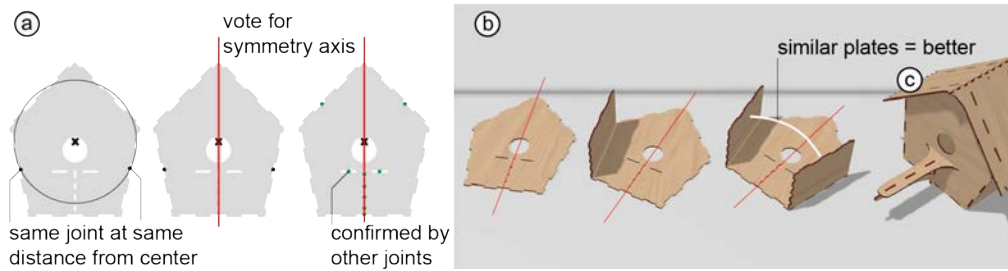 a
vote for
symmetry axis
same joint at same
distance from center
confirmed by
other joints
b
similar plates = better
c